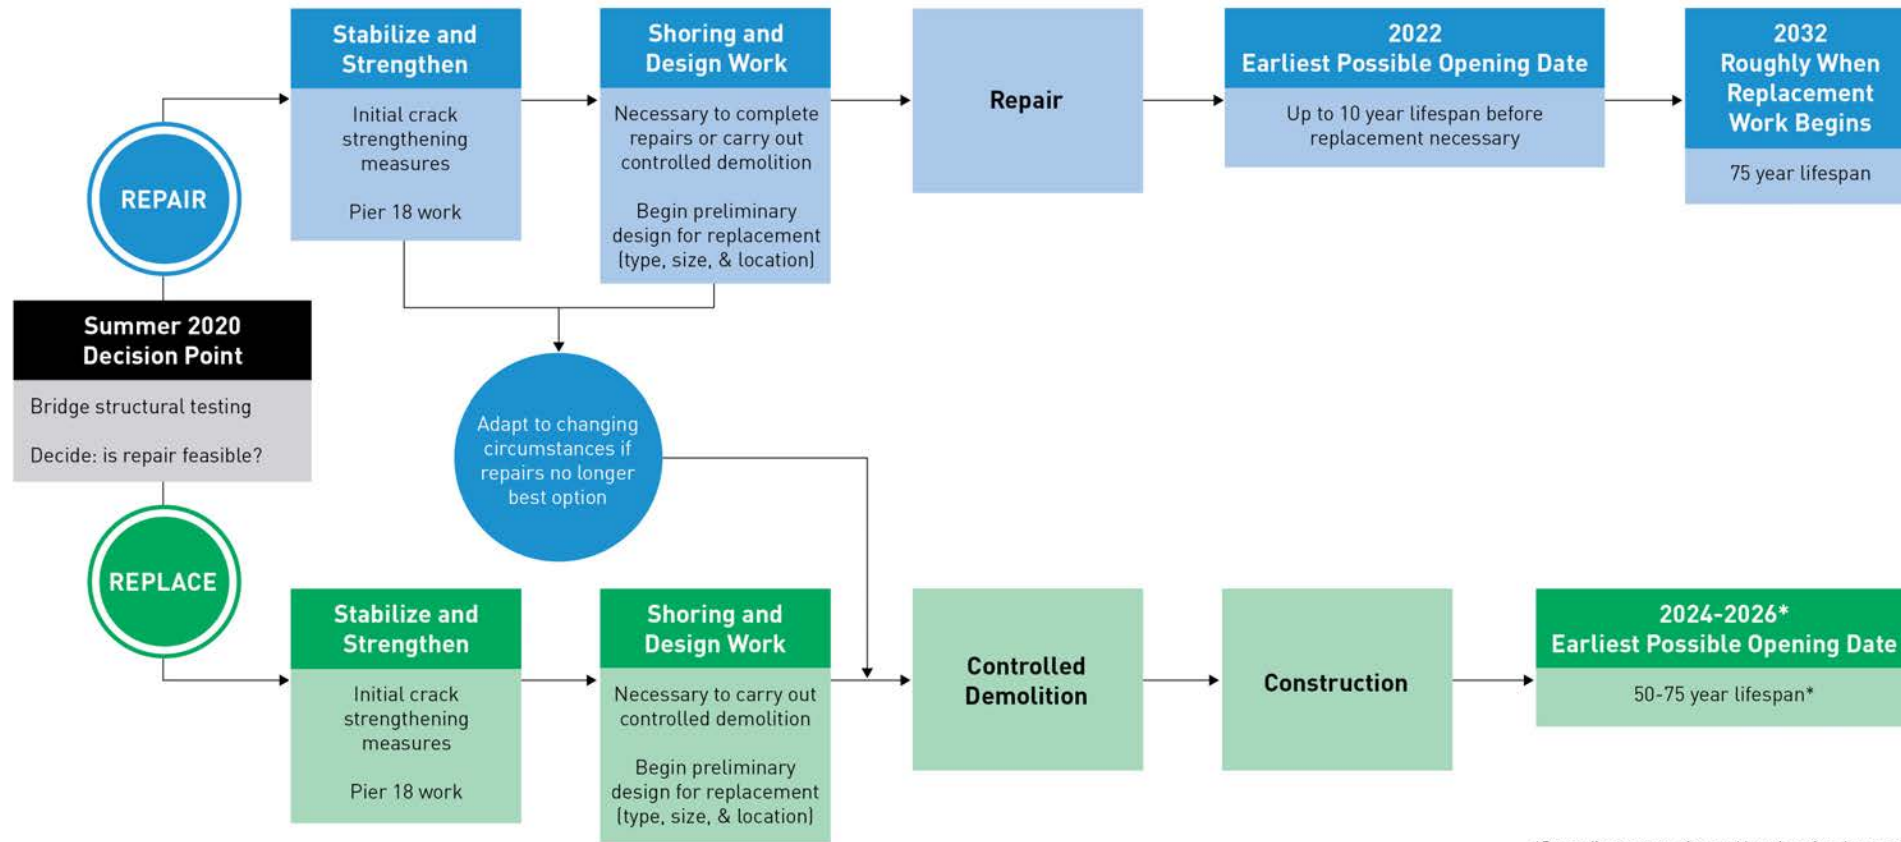 Stabilize and
Strengthen
Initial crack
strengthening
measures
Pier 18 work
Shoring and
Design Work
Necessary to complete
repairs or carry out
controlled demolition
Begin preliminary
design for replacement
(type, size, & location)
Repair
2022
Earliest Possible Opening Date
Up to 10 year lifespan before
replacement necessary
2032
Roughly When
Replacement
Work Begins
75 year lifespan
REPAIR
Summer 2020
Decision Point
Bridge structural testing
Decide: is repair feasible?
Adapt to changing
circumstances if
repairs no longer
best option
REPLACE
Stabilize and
Strengthen
Initial crack
strengthening
measures
Pier 18 work
Shoring and
Design Work
Necessary to carry out
controlled demolition
Begin preliminary
design for replacement
(type, size, & location)
Controlled
Demolition
Construction
2024-2026*
Earliest Possible Opening Date
50-75 year lifespan*